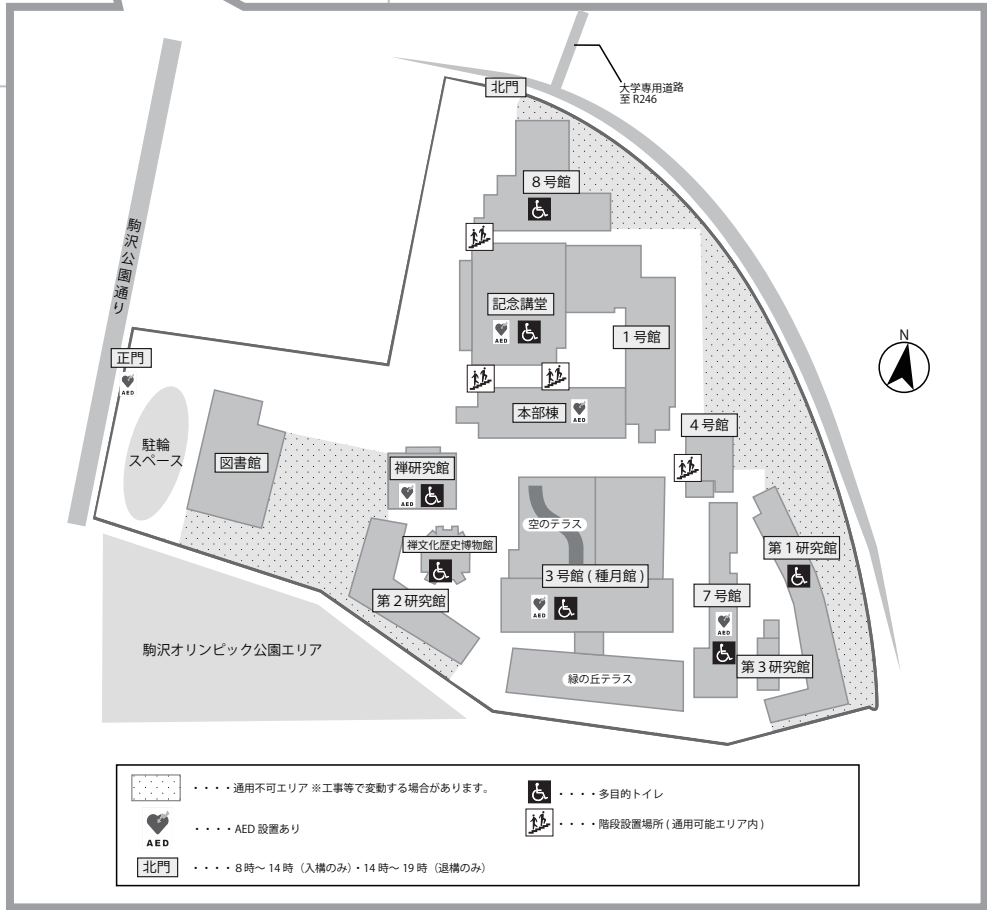 北門
大学専用道路
至 R246
8号館
駒沢公園通り
記念講堂
AED
1号館
N
正門
AED
本部棟
AED
4号館
駐輪
スペース
図書館
禅研究館
AED
空のテラス
禅文化歴史博物館
第1研究館
3号館 ( 種月館 )
AED
第2研究館
7号館
AED
第3研究館
駒沢オリンピック公園エリア
緑の丘テラス
・・・・通用不可エリア ※工事等で変動する場合があります。
・・・・多目的トイレ
AED
・・・・AED 設置あり
・・・・階段設置場所 ( 通用可能エリア内 )
北門 ・・・・8時〜 14 時（入構のみ）・14 時〜 19 時（退構のみ）